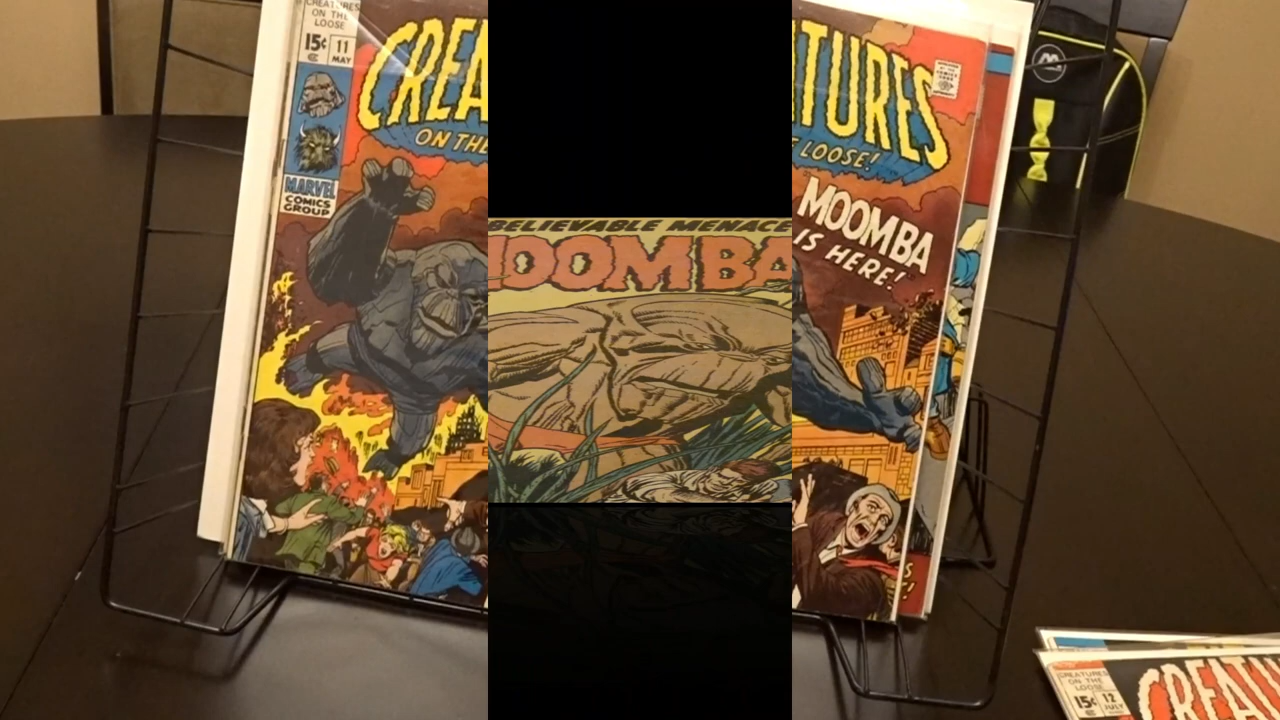 CREATURES
ON THE
LOOSE
15¢
11
MAY
MARVEL
COMICS
GROUP
CREA
ON THE
BELIEVABLE MENACE
OOMBA
TURES
LOOSE!
MOOMBA
IS HERE!
CREATURES
ON THE
LOOSE
15¢
12
JULY
CREATU